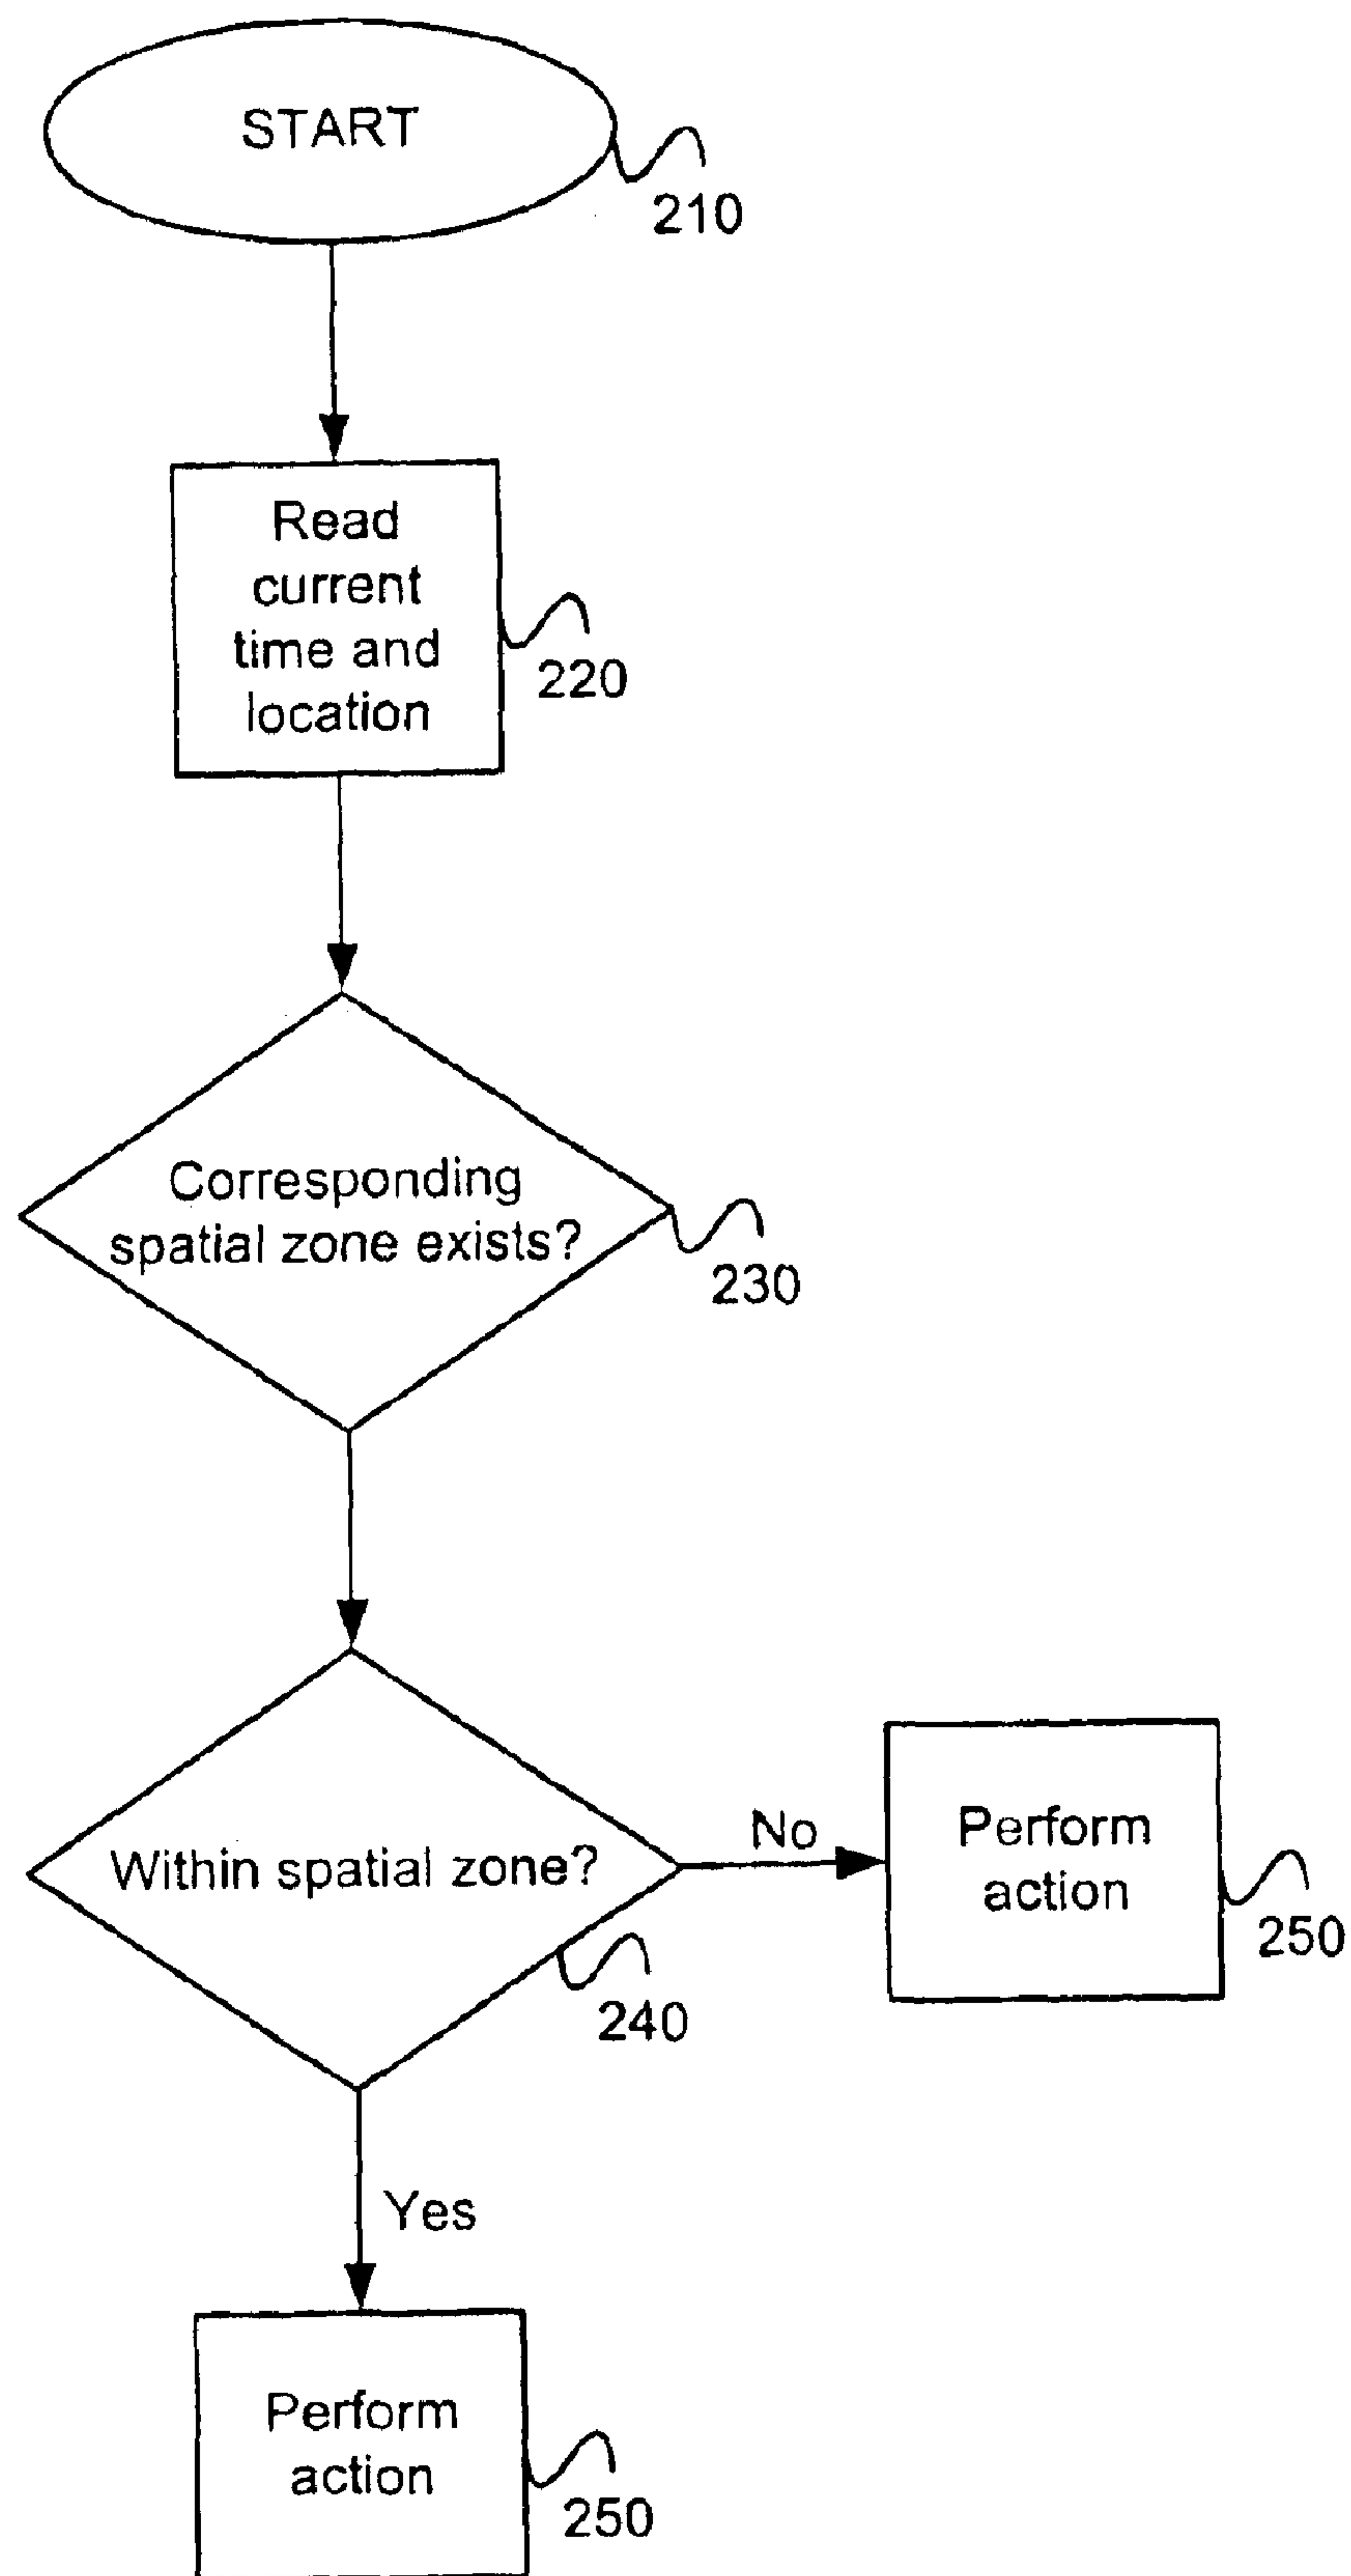 START
210
Read
current
time and
location
220
Corresponding
spatial zone exists?
230
Within spatial zone?
240
No
Perform
action
250
Yes
Perform
action
250